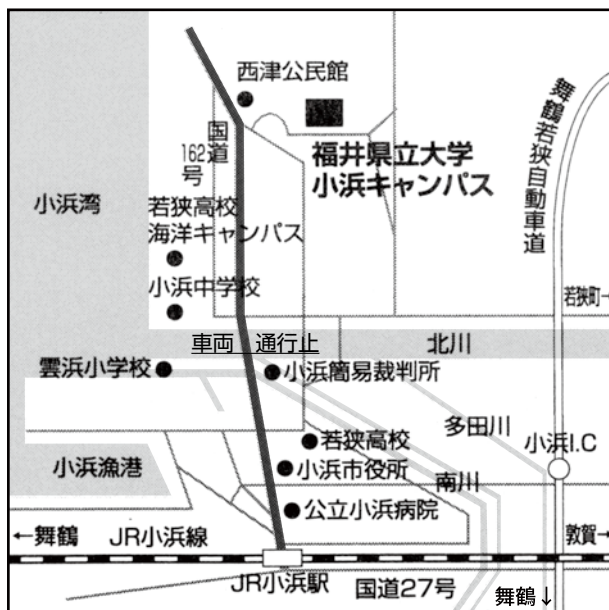 西津公民館
国道
162
号
福井県立大学
小浜キャンパス
舞鶴若狭自動車道
小浜湾
若狭高校
海洋キャンパス
小浜中学校
若狭町→
車両 通行止
北川
雲浜小学校
小浜簡易裁判所
多田川
若狭高校
小浜I.C
小浜漁港
小浜市役所
南川
公立小浜病院
←舞鶴
JR小浜線
敦賀→
JR小浜駅
国道27号
舞鶴↓